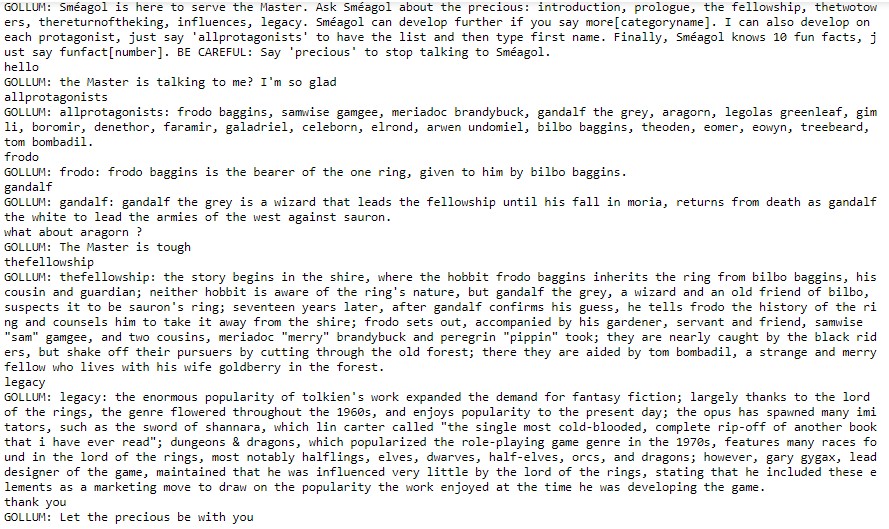 GOLLUM: Sméagol is here to serve the Master. Ask Sméagol about the precious: introduction, prologue, the fellowship, thetwotow
ers, thereturnoftheking, influences, legacy. Sméagol can develop further if you say more[categoryname]. I can also develop on
each protagonist, just say 'allprotagonists' to have the list and then type first name. Finally, Sméagol knows 10 fun facts, j
ust say funfact[number]. BE CAREFUL: Say 'precious' to stop talking to Sméagol.
hello
GOLLUM: the Master is talking to me? I'm so glad
allprotagonists
GOLLUM: allprotagonists: frodo baggins, samwise gamgee, meriadoc brandybuck, gandalf the grey, aragorn, legolas greenleaf, gim
li, boromir, denethor, faramir, galadriel, celeborn, elrond, arwen undomiel, bilbo baggins, theoden, eomer, eowyn, treebeard,
tom bombadil.
frodo
GOLLUM: frodo: frodo baggins is the bearer of the one ring, given to him by bilbo baggins.
gandalf
GOLLUM: gandalf: gandalf the grey is a wizard that leads the fellowship until his fall in moria, returns from death as gandalf
the white to lead the armies of the west against sauron.
what about aragorn ?
GOLLUM: The Master is tough
thefellowship
GOLLUM: thefellowship: the story begins in the shire, where the hobbit frodo baggins inherits the ring from bilbo baggins, his
cousin and guardian; neither hobbit is aware of the ring's nature, but gandalf the grey, a wizard and an old friend of bilbo,
suspects it to be sauron's ring; seventeen years later, after gandalf confirms his guess, he tells frodo the history of the ri
ng and counsels him to take it away from the shire; frodo sets out, accompanied by his gardener, servant and friend, samwise
"sam" gamgee, and two cousins, meriadoc "merry" brandybuck and peregrin "pippin" took; they are nearly caught by the black rid
ers, but shake off their pursuers by cutting through the old forest; there they are aided by tom bombadil, a strange and merry
fellow who lives with his wife goldberry in the forest.
legacy
GOLLUM: legacy: the enormous popularity of tolkien's work expanded the demand for fantasy fiction; largely thanks to the lord
of the rings, the genre flowered throughout the 1960s, and enjoys popularity to the present day; the opus has spawned many imi
tators, such as the sword of shannara, which lin carter called "the single most cold-blooded, complete rip-off of another book
that i have ever read"; dungeons & dragons, which popularized the role-playing game genre in the 1970s, features many races fo
und in the lord of the rings, most notably halflings, elves, dwarves, half-elves, orcs, and dragons; however, gary gygax, lead
designer of the game, maintained that he was influenced very little by the lord of the rings, stating that he included these e
lements as a marketing move to draw on the popularity the work enjoyed at the time he was developing the game.
thank you
GOLLUM: Let the precious be with you